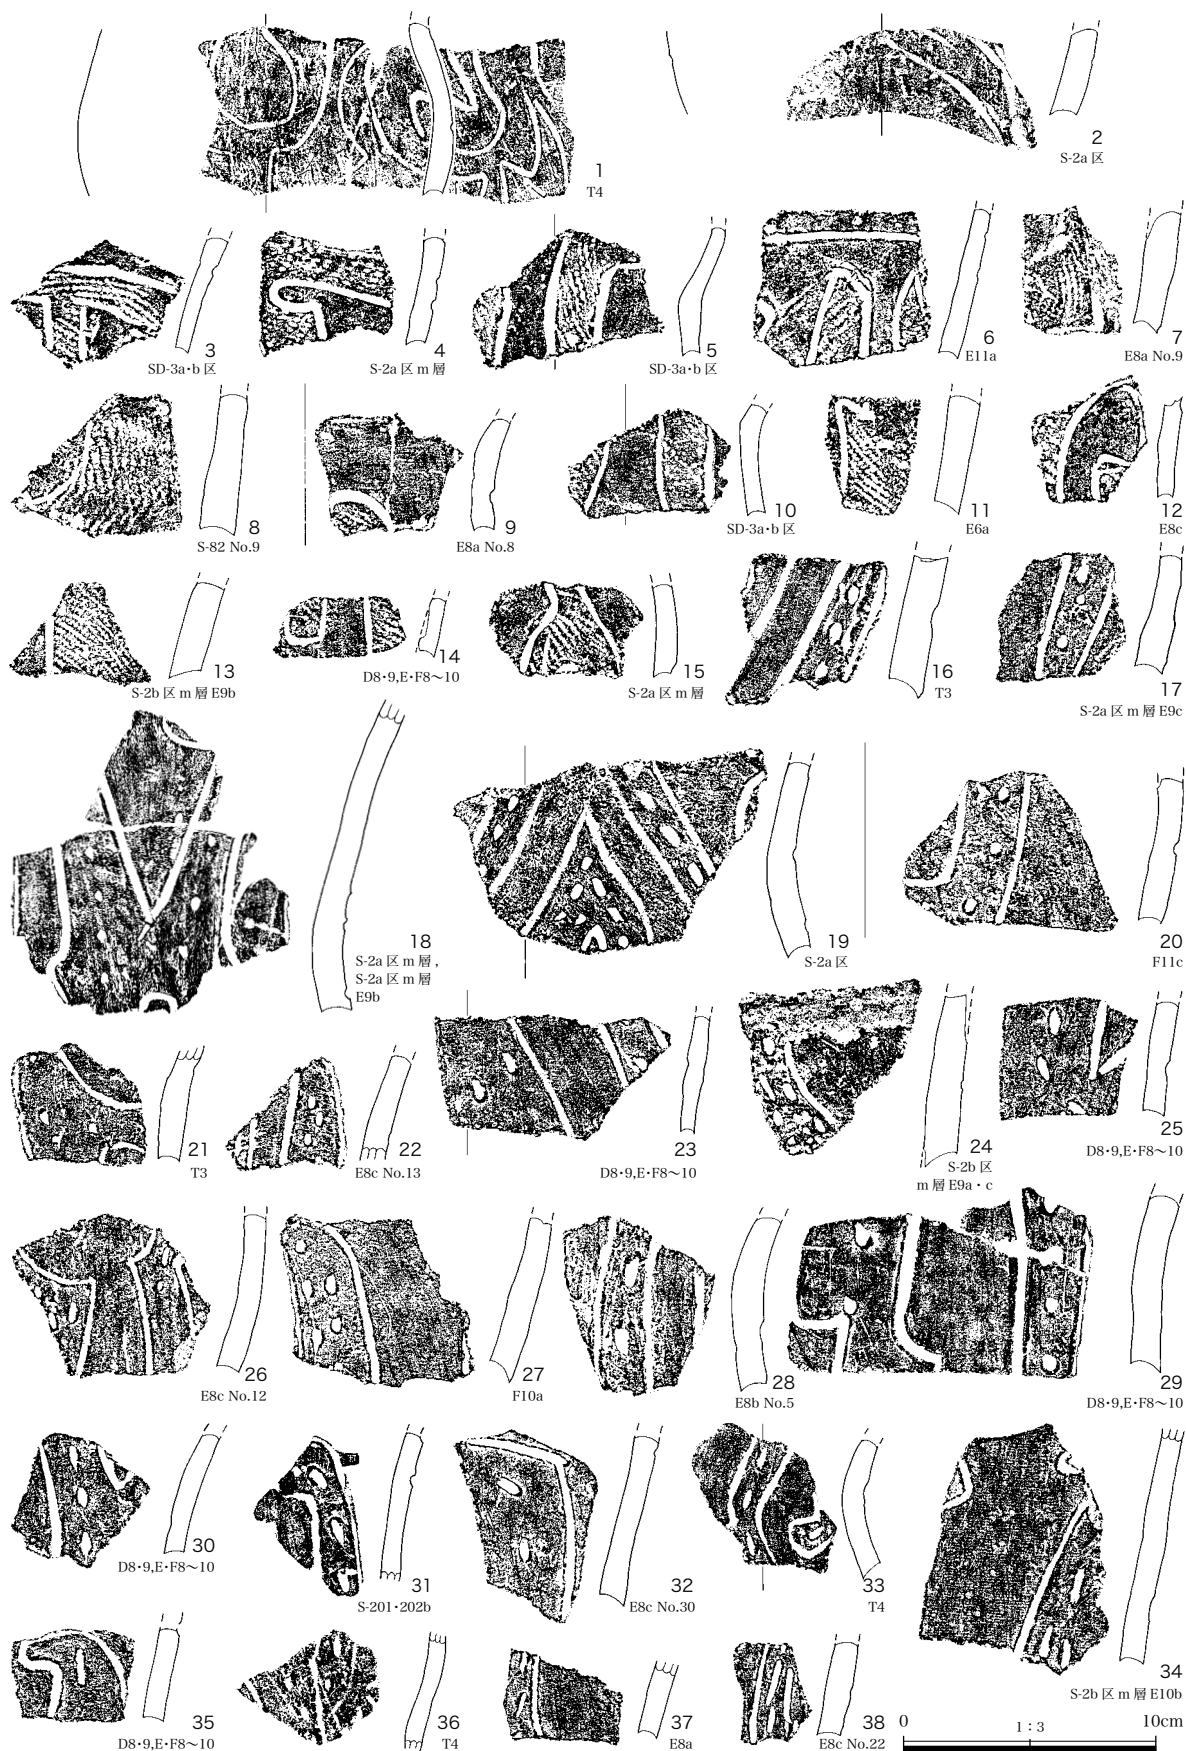 1
T4
2
S-2a 区
3
SD-3a・b 区
4
S-2a 区 m 層
5
SD-3a・b 区
6
E11a
7
E8a No.9
8
S-82 No.9
9
E8a No.8
10
SD-3a・b 区
11
E6a
12
E8c
13
S-2b 区 m 層 E9b
14
D8・9,E・F8～10
15
S-2a 区 m 層
16
T3
17
S-2a 区 m 層 E9c
18
S-2a 区 m 層 ,
S-2a 区 m 層
E9b
19
S-2a 区
20
F11c
21
T3
22
E8c No.13
23
D8・9,E・F8～10
24
S-2b 区
m 層 E9a・c
25
D8・9,E・F8～10
26
E8c No.12
27
F10a
28
E8b No.5
29
D8・9,E・F8～10
30
D8・9,E・F8～10
31
S-201・202b
32
E8c No.30
33
T4
34
S-2b 区 m 層 E10b
35
D8・9,E・F8～10
36
T4
37
E8a
38
E8c No.22
0 1 : 3 10cm